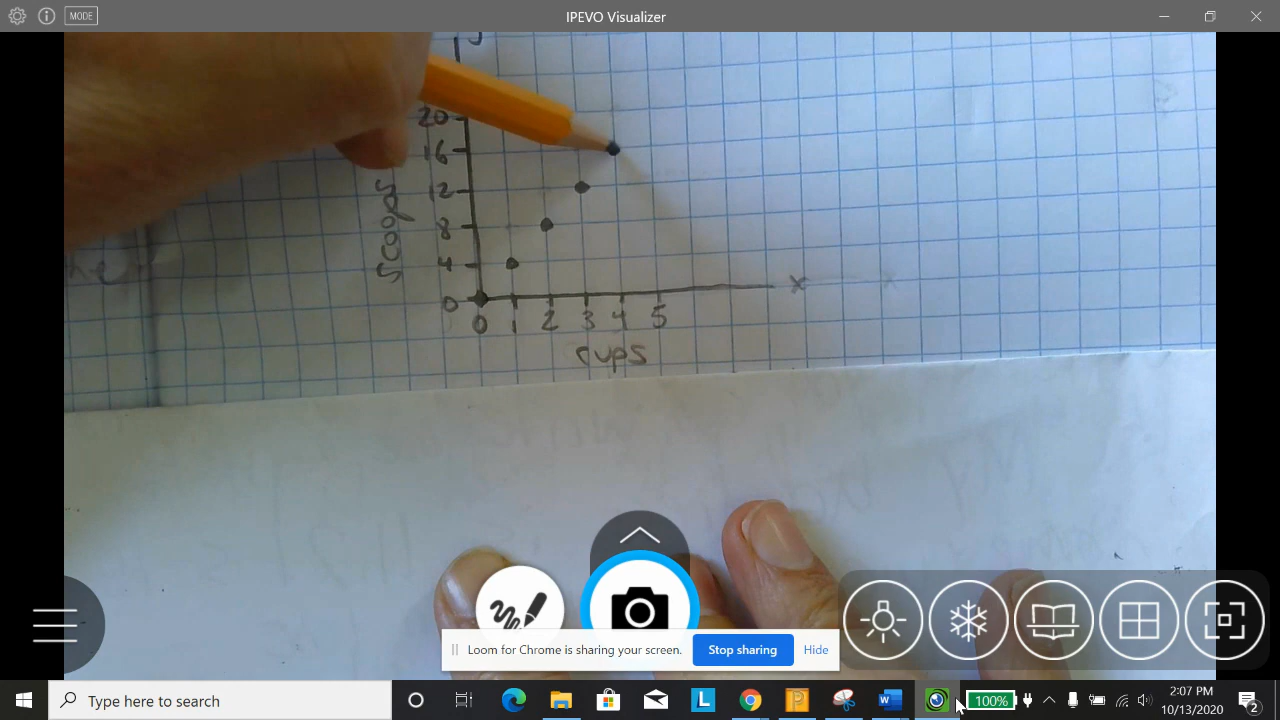 MODE
IPEVO Visualizer
20
16
12
8
4
0
scoops
0 1 2 3 4 5
x
cups
Loom for Chrome is sharing your screen. Stop sharing Hide
Type here to search
L
P
W
100%
2:07 PM
10/13/2020
2